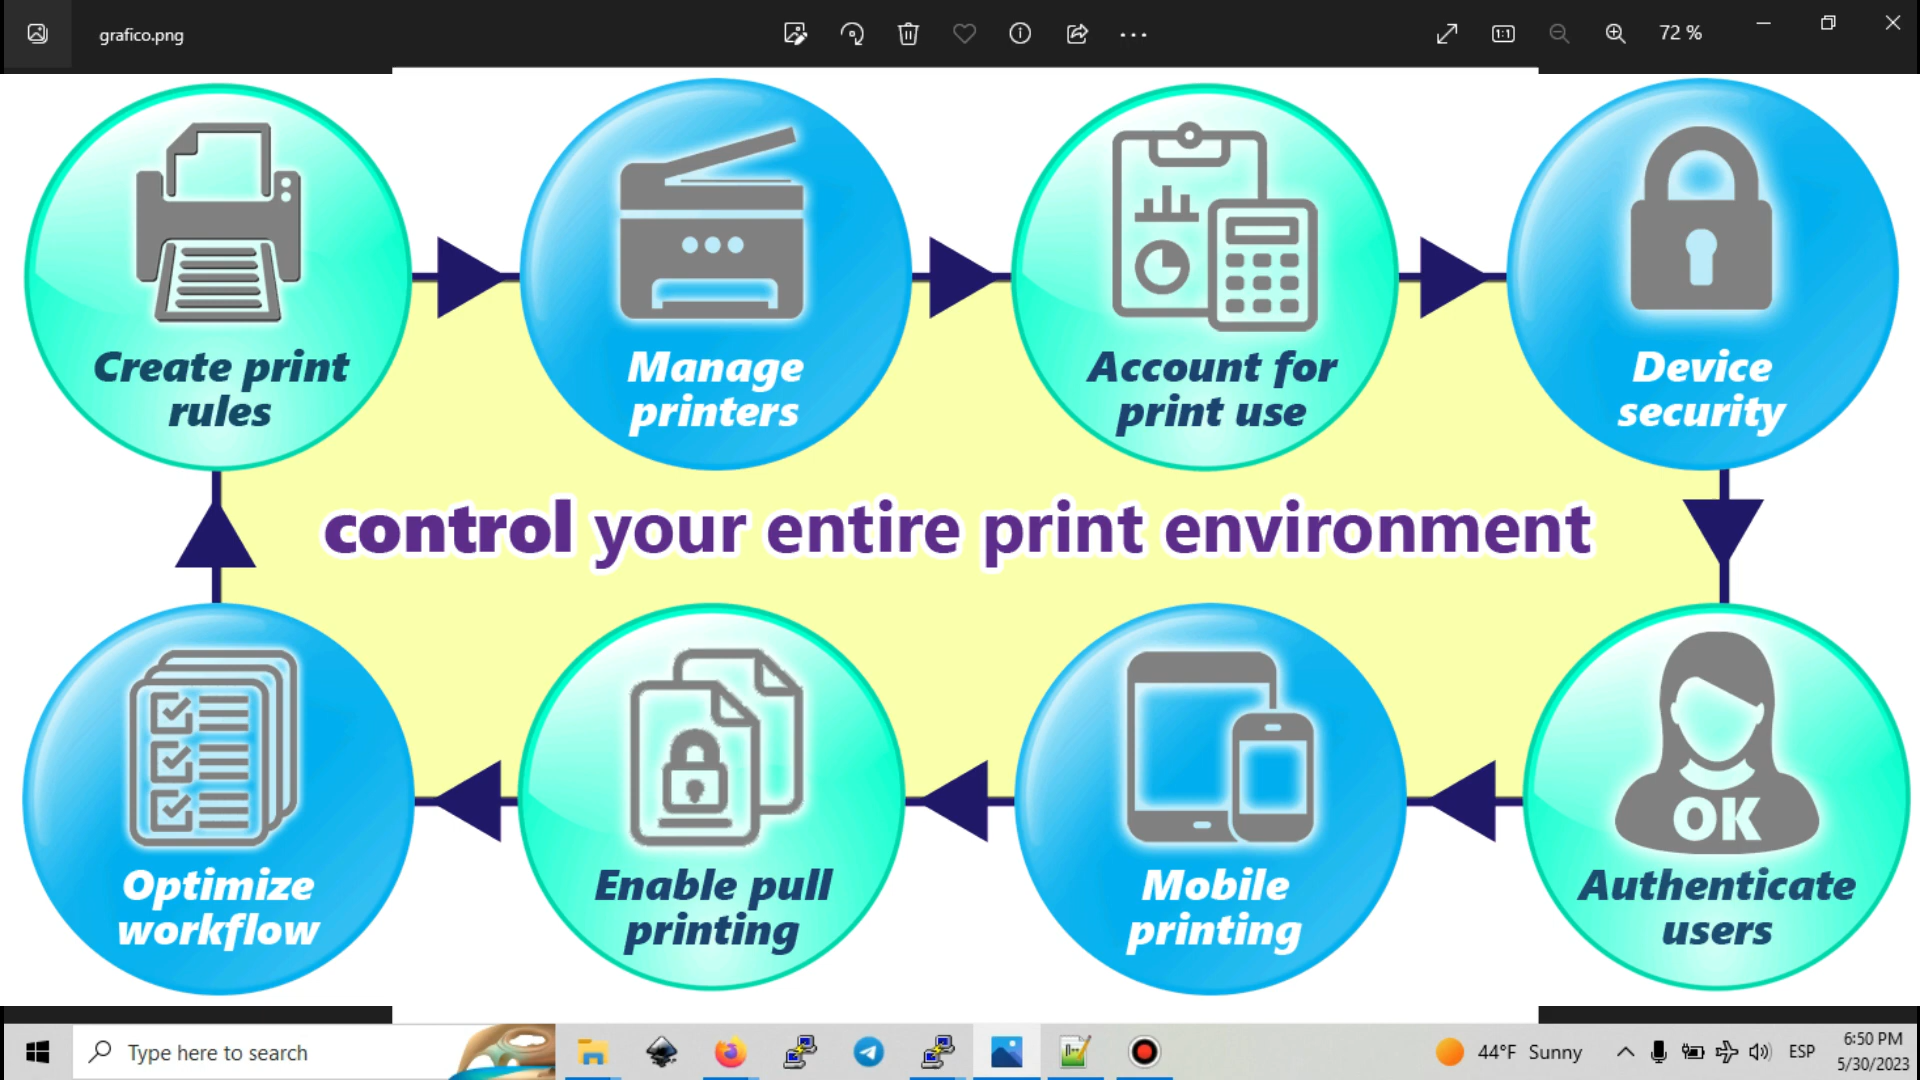 grafico.png
1:1
72 %
Create print
rules
Manage
printers
Account for
print use
Device
security
control your entire print environment
Optimize
workflow
Enable pull
printing
Mobile
printing
OK
Authenticate
users
Type here to search
44°F Sunny
ESP
6:50 PM
5/30/2023